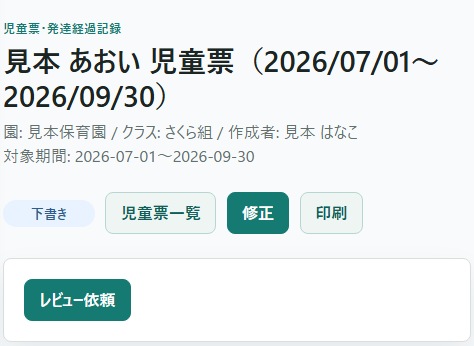 児童票・発達経過記録
見本 あおい 児童票（2026/07/01～
2026/09/30）
園: 見本保育園 / クラス: さくら組 / 作成者: 見本 はなこ
対象期間: 2026-07-01～2026-09-30
下書き 児童票一覧 修正 印刷
レビュー依頼